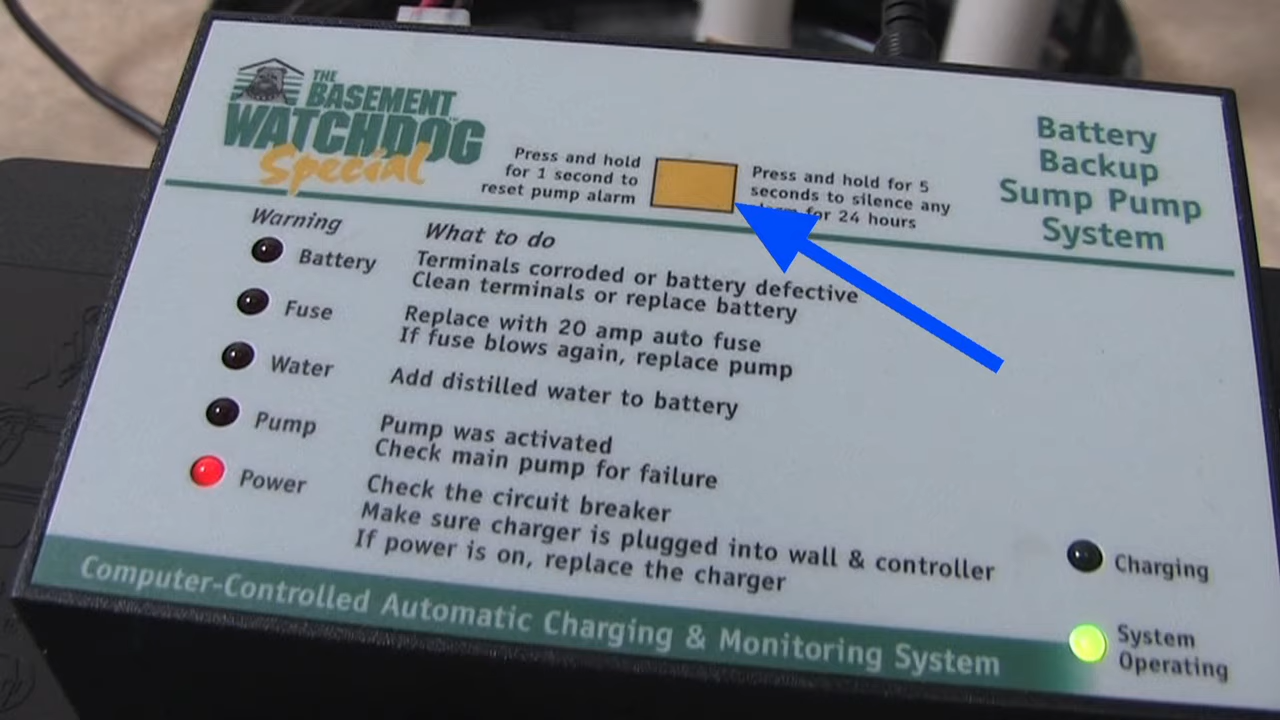 THE
BASEMENT
WATCHDOG
Special
Press and hold
for 1 second to
reset pump alarm
Press and hold for 5
seconds to silence any
for 24 hours
Battery
Backup
Sump Pump
System
Warning
What to do
Battery
Terminals corroded or battery defective
Clean terminals or replace battery
Fuse
Replace with 20 amp auto fuse
If fuse blows again, replace pump
Water
Add distilled water to battery
Pump
Pump was activated
Check main pump for failure
Power
Check the circuit breaker
Make sure charger is plugged into wall & controller
If power is on, replace the charger
Charging
System
Operating
Computer-Controlled Automatic Charging & Monitoring System